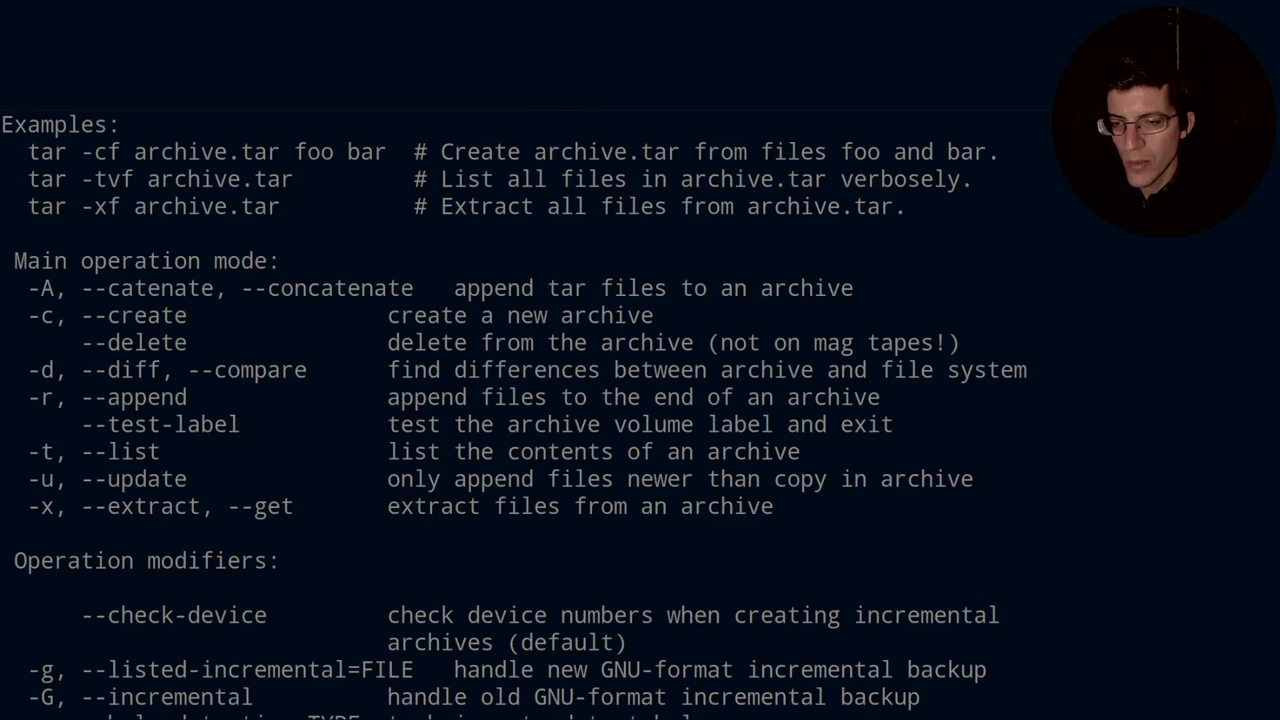 Examples:
tar -cf archive.tar foo bar # Create archive.tar from files foo and bar.
tar -tvf archive.tar # List all files in archive.tar verbosely.
tar -xf archive.tar # Extract all files from archive.tar.
Main operation mode:
-A, --catenate, --concatenate append tar files to an archive
-c, --create create a new archive
--delete delete from the archive (not on mag tapes!)
-d, --diff, --compare find differences between archive and file system
-r, --append append files to the end of an archive
--test-label test the archive volume label and exit
-t, --list list the contents of an archive
-u, --update only append files newer than copy in archive
-x, --extract, --get extract files from an archive
Operation modifiers:
--check-device check device numbers when creating incremental
archives (default)
-g, --listed-incremental=FILE handle new GNU-format incremental backup
-G, --incremental handle old GNU-format incremental backup